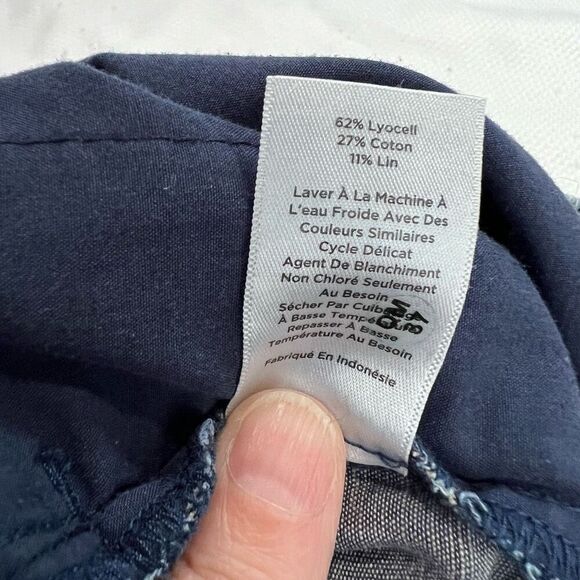 62% Lyocell
27% Coton
11% Lin
Laver À La Machine À
L'eau Froide Avec Des
Couleurs Similaires
Cycle Délicat
Agent De Blanchiment
Non Chloré Seulement
Au Besoin
Sécher Par
À Basse Température
Repasser À Basse
Température Au Besoin
Fabriqué En Indonésie